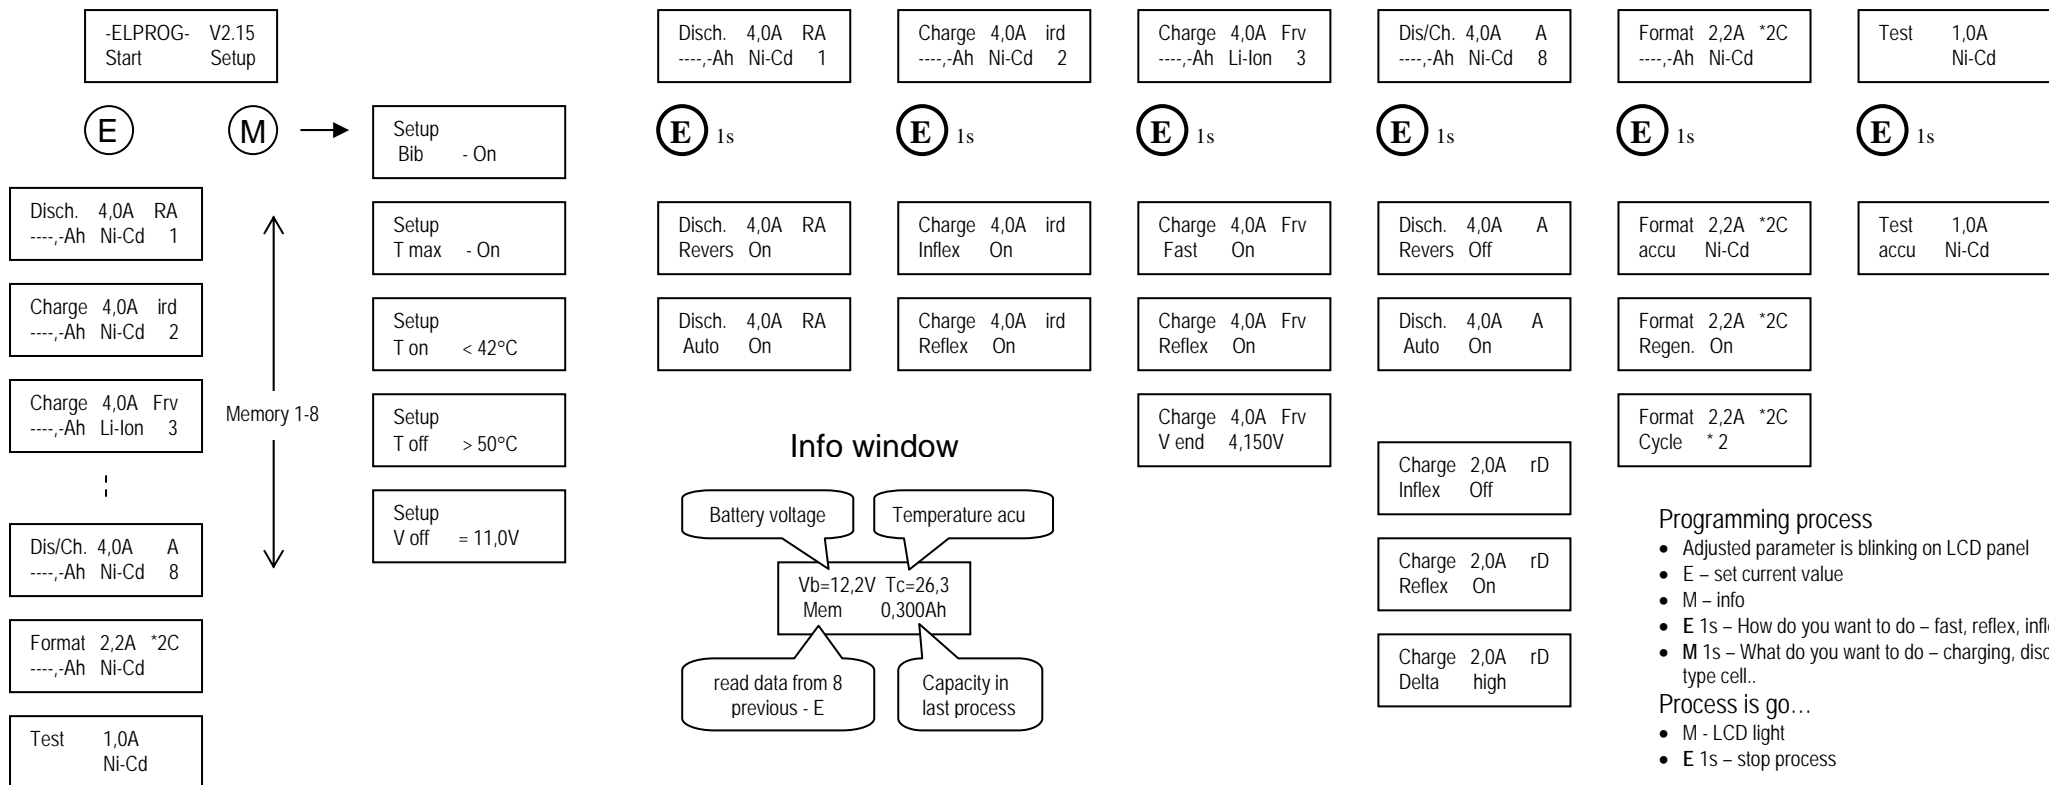 -ELPROG- V2.15
Start Setup
E M
Setup
Bib - On
Setup
T max - On
Setup
T on < 42°C
Setup
T off > 50°C
Setup
V off = 11,0V
Disch. 4,0A RA
----,-Ah Ni-Cd 1
Charge 4,0A ird
----,-Ah Ni-Cd 2
Charge 4,0A Frv
----,-Ah Li-Ion 3
Dis/Ch. 4,0A A
----,-Ah Ni-Cd 8
Format 2,2A *2C
----,-Ah Ni-Cd
Test 1,0A
Ni-Cd
Memory 1-8
Disch. 4,0A RA
----,-Ah Ni-Cd 1
E 1s
Disch. 4,0A RA
Revers On
Disch. 4,0A RA
Auto On
Charge 4,0A ird
----,-Ah Ni-Cd 2
E 1s
Charge 4,0A ird
Inflex On
Charge 4,0A ird
Reflex On
Charge 4,0A Frv
----,-Ah Li-Ion 3
E 1s
Charge 4,0A Frv
Fast On
Charge 4,0A Frv
Reflex On
Charge 4,0A Frv
V end 4,150V
Dis/Ch. 4,0A A
----,-Ah Ni-Cd 8
E 1s
Disch. 4,0A A
Revers Off
Disch. 4,0A A
Auto On
Charge 2,0A rD
Inflex Off
Charge 2,0A rD
Reflex On
Charge 2,0A rD
Delta high
Format 2,2A *2C
----,-Ah Ni-Cd
E 1s
Format 2,2A *2C
accu Ni-Cd
Format 2,2A *2C
Regen. On
Format 2,2A *2C
Cycle * 2
Test 1,0A
Ni-Cd
E 1s
Test 1,0A
accu Ni-Cd
Info window
Battery voltage
Temperature acu
Vb=12,2V Tc=26,3
Mem 0,300Ah
read data from 8
previous - E
Capacity in
last process
Programming process
• Adjusted parameter is blinking on LCD panel
• E – set current value
• M – info
• E 1s – How do you want to do – fast, reflex,
• M 1s – What do you want to do – charging,
type cell..
Process is go…
• M - LCD light
• E 1s – stop process